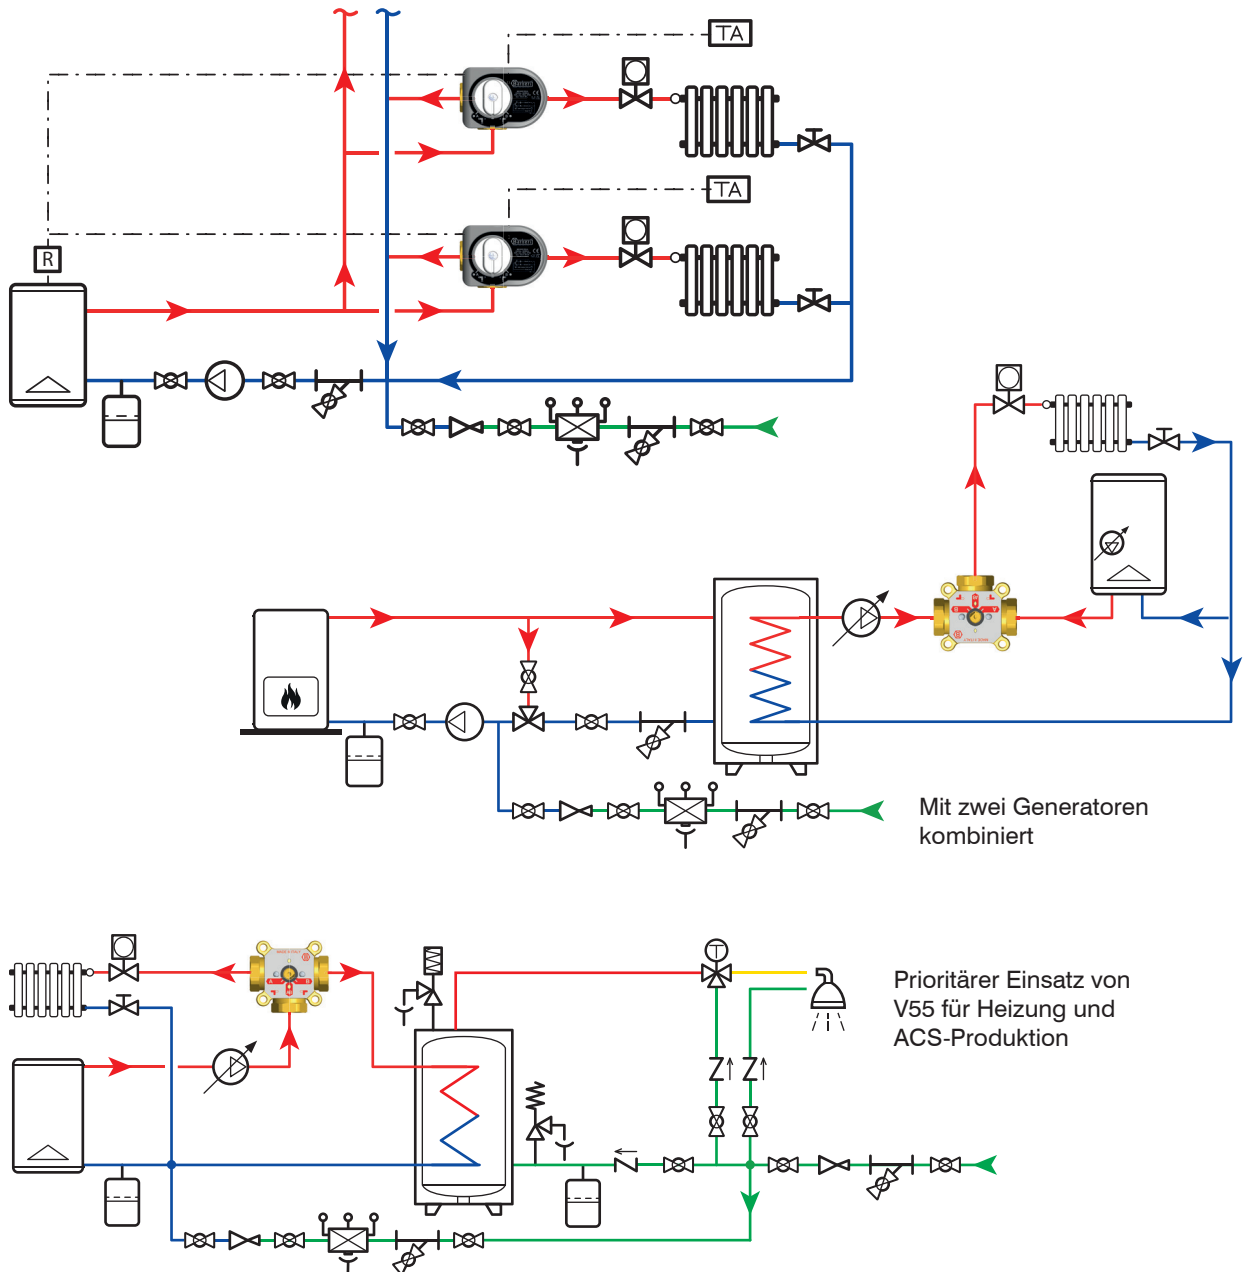 TA
TA
R
Mit zwei Generatoren
kombiniert
T
Prioritärer Einsatz von
V55 für Heizung und
ACS-Produktion